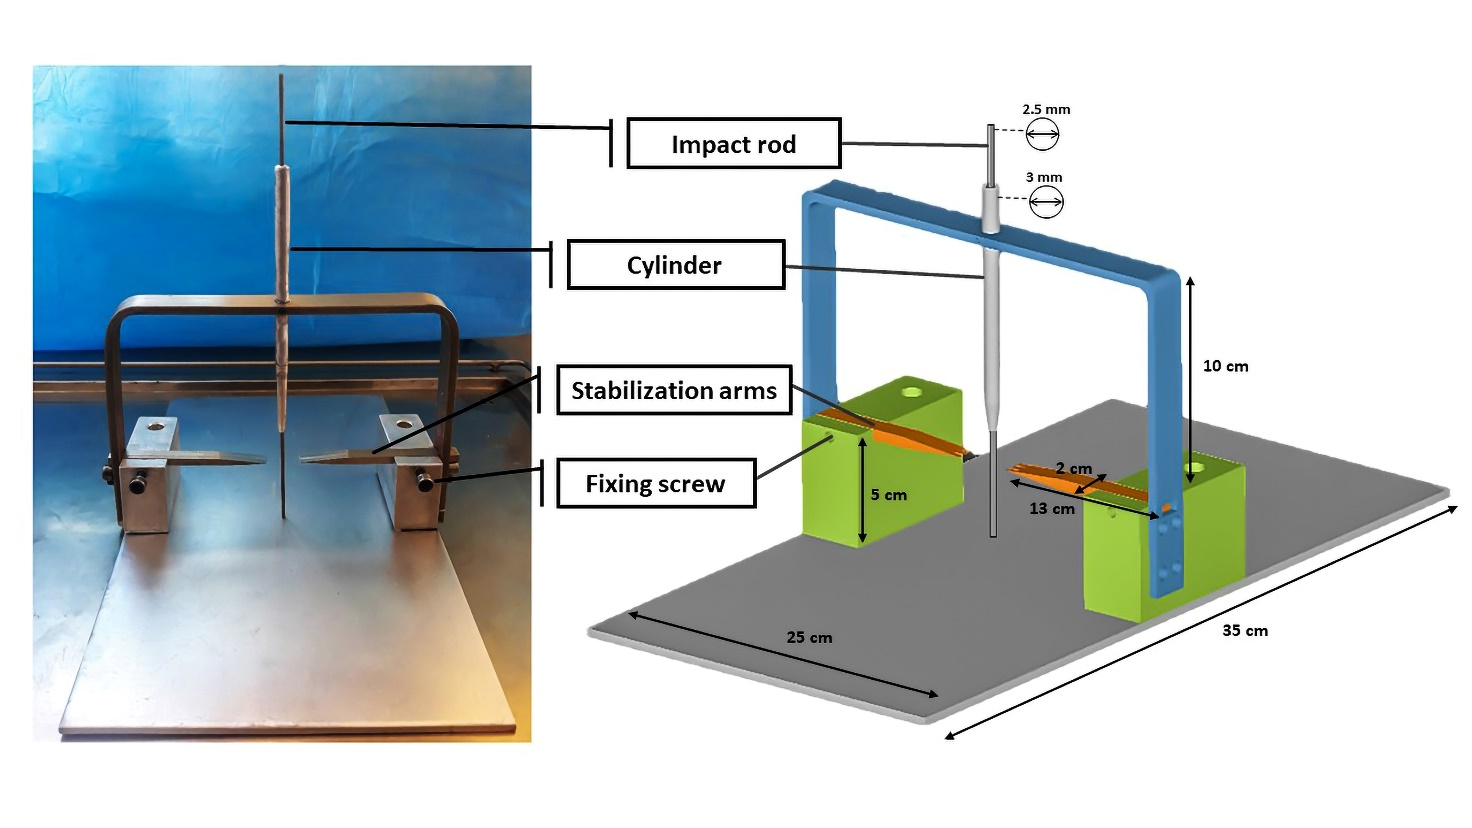 2.5 mm
Impact rod
3 mm
Cylinder
10 cm
Stabilization arms
2 cm
Fixing screw
5 cm
13 cm
25 cm
35 cm